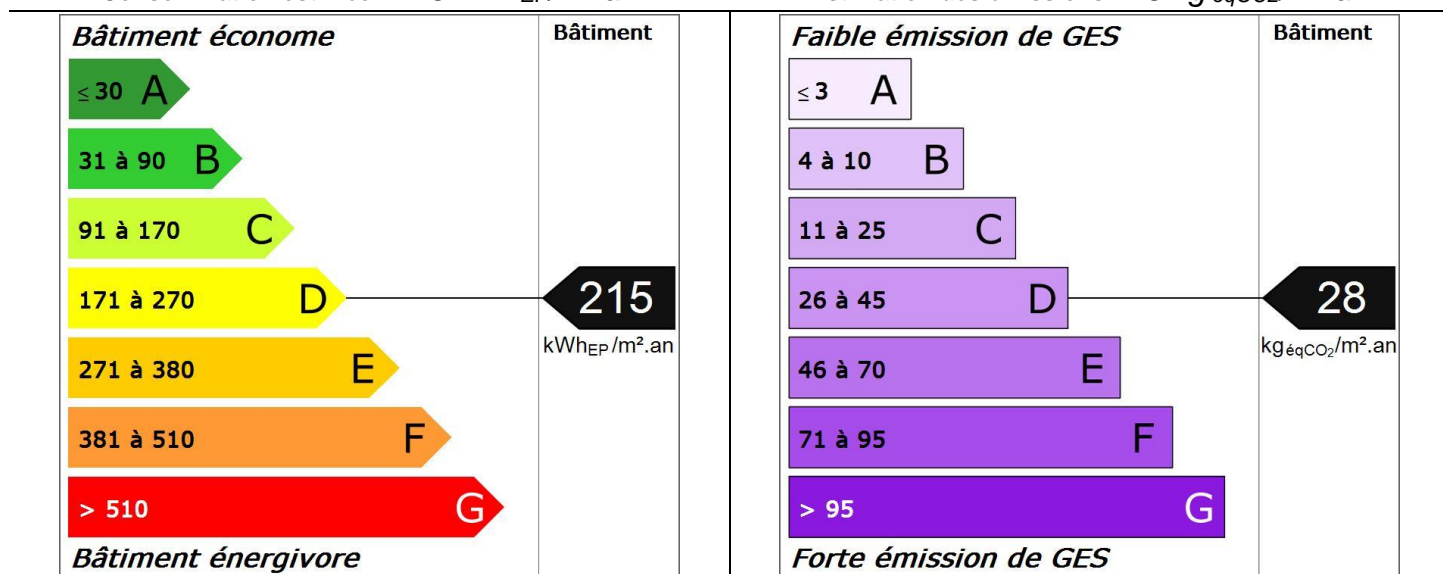 Bâtiment économe
Bâtiment
≤ 30 A
31 à 90 B
91 à 170 C
171 à 270 D
215
kWhEP/m².an
271 à 380 E
381 à 510 F
> 510 G
Bâtiment énergivore
Faible émission de GES
Bâtiment
≤ 3 A
4 à 10 B
11 à 25 C
26 à 45 D
28
kgéqCO₂/m².an
46 à 70 E
71 à 95 F
> 95 G
Forte émission de GES